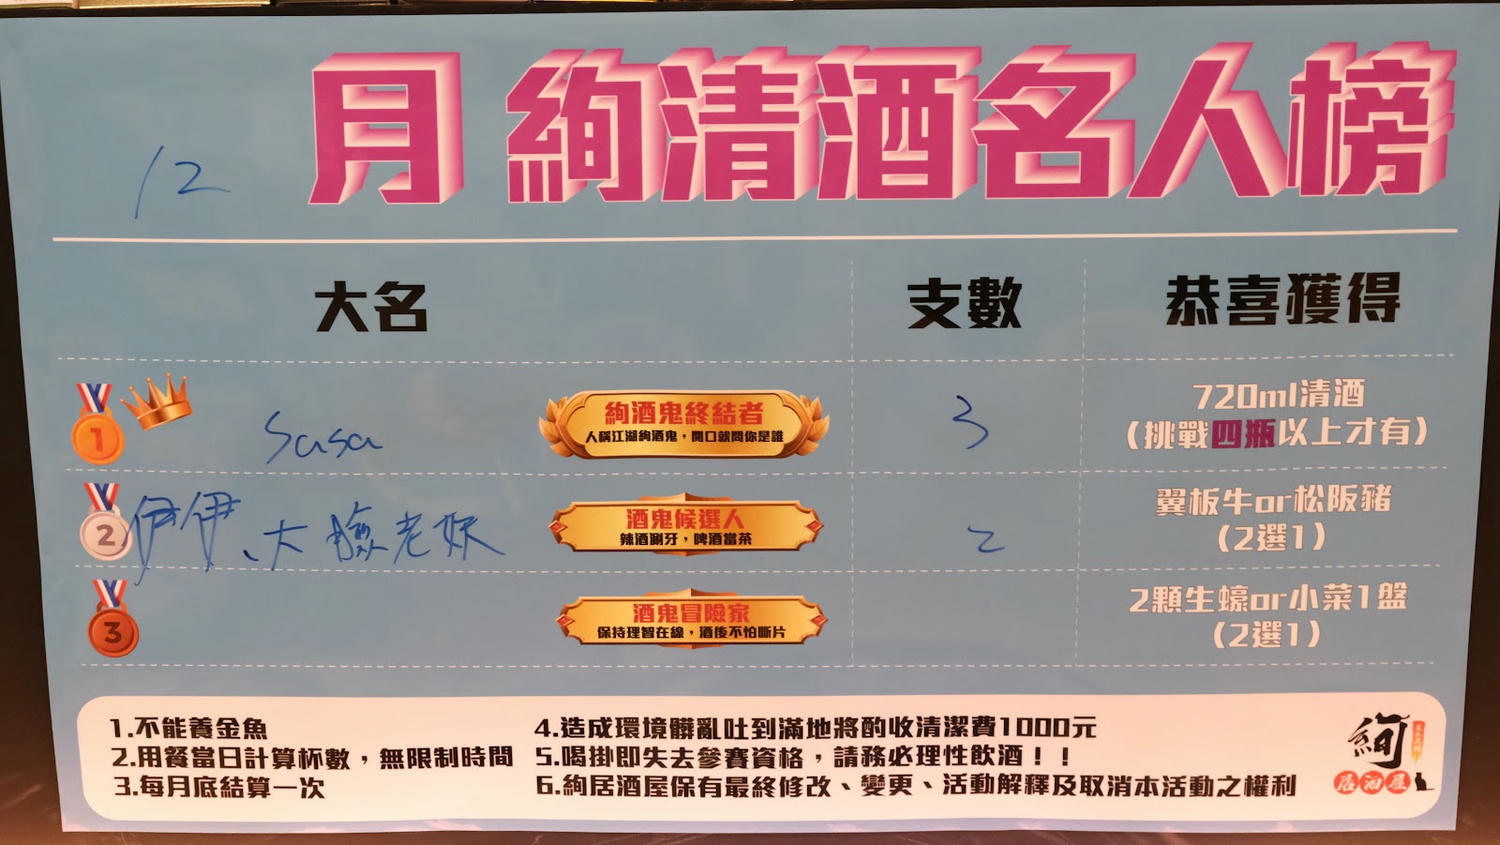 12 月 絢清酒名人榜
大名 支數 恭喜獲得
1 Sasa 絢酒鬼終結者 3 720ml清酒
人稱江湖絢酒鬼，開口就問你是誰 (挑戰四瓶以上才有)
2 伊伊、大臉老妖 酒鬼候選人 2 翼板牛or松阪豬
辣酒涮牙，啤酒當茶 (2選1)
3 酒鬼冒險家 2顆生蠔or小菜1盤
保持理智在線，酒後不怕斷片 (2選1)
1.不能養金魚
2.用餐當日計算杯數，無限制時間
3.每月底結算一次
4.造成環境髒亂吐到滿地將酌收清潔費1000元
5.喝掛即失去參賽資格，請務必理性飲酒！！
6.絢居酒屋保有最終修改、變更、活動解釋及取消本活動之權利
絢
居酒屋